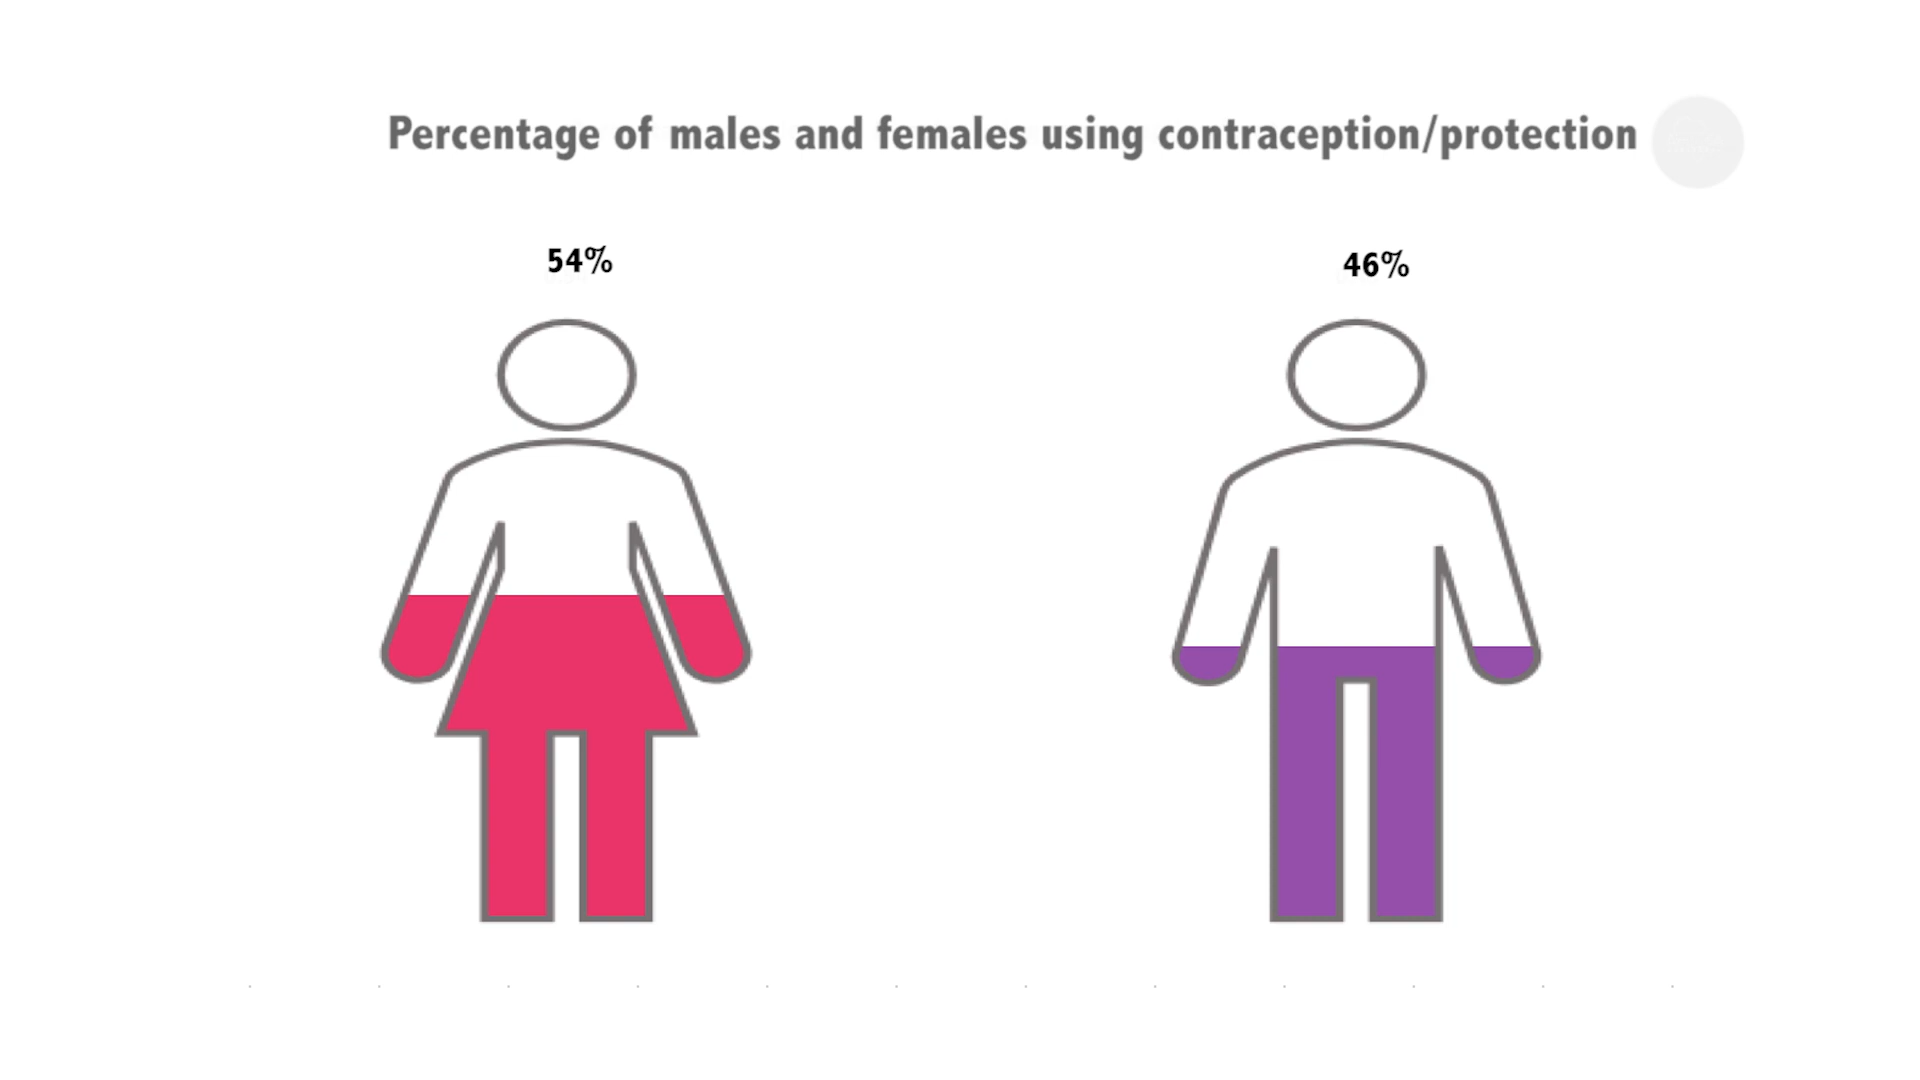 Percentage of males and females using contraception/protection
54%
46%